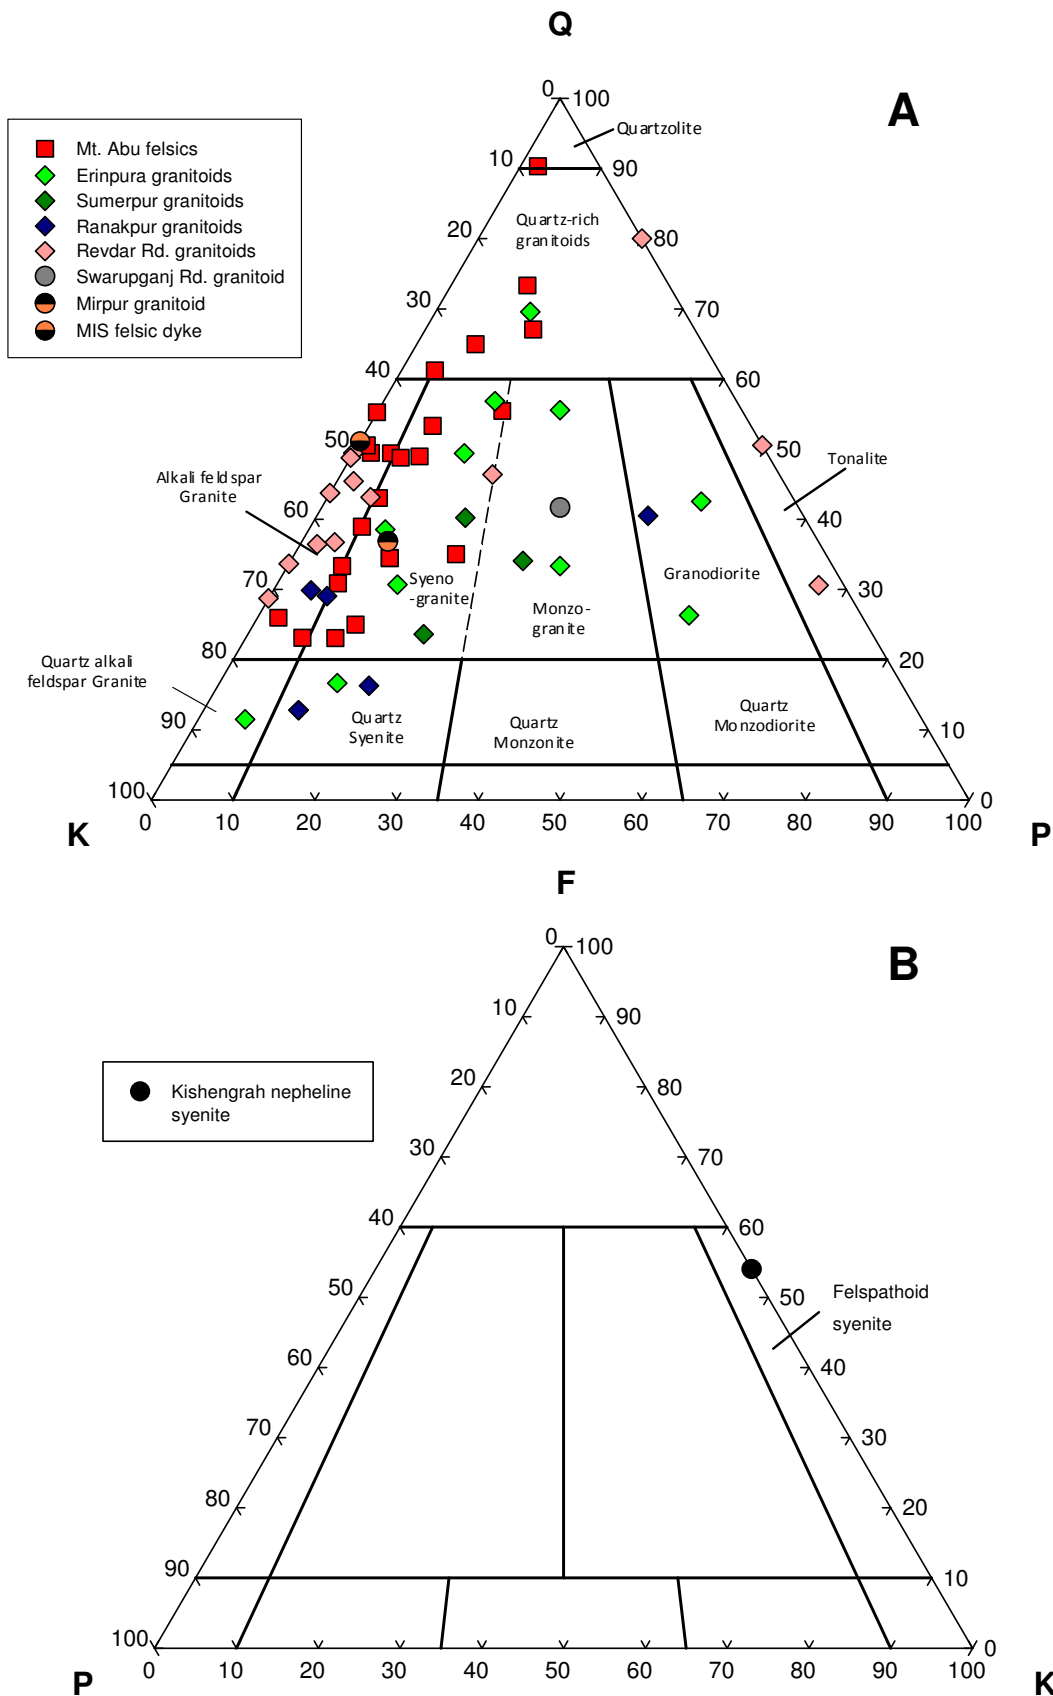 Q
A
0
100
Quartzolite
10
90
Mt. Abu felsics
Erinpura granitoids
Sumerpur granitoids
Ranakpur granitoids
Revdar Rd. granitoids
Swarupganj Rd. granitoid
Mirpur granitoid
MIS felsic dyke
Quartz-rich
granitoids
20
80
30
70
40
60
50
50
Tonalite
Alkali feldspar
Granite
60
40
70
30
Syeno
-granite
Granodiorite
Monzo-
granite
80
20
Quartz alkali
feldspar Granite
90
10
Quartz
Syenite
Quartz
Monzonite
Quartz
Monzodiorite
100
0
0
10
20
30
40
50
60
70
80
90
100
K
P
F
B
0
100
10
90
Kishengrah nepheline
syenite
20
80
30
70
40
60
50
50
Felspathoid
syenite
60
40
70
30
80
20
90
10
100
0
0
10
20
30
40
50
60
70
80
90
100
P
K